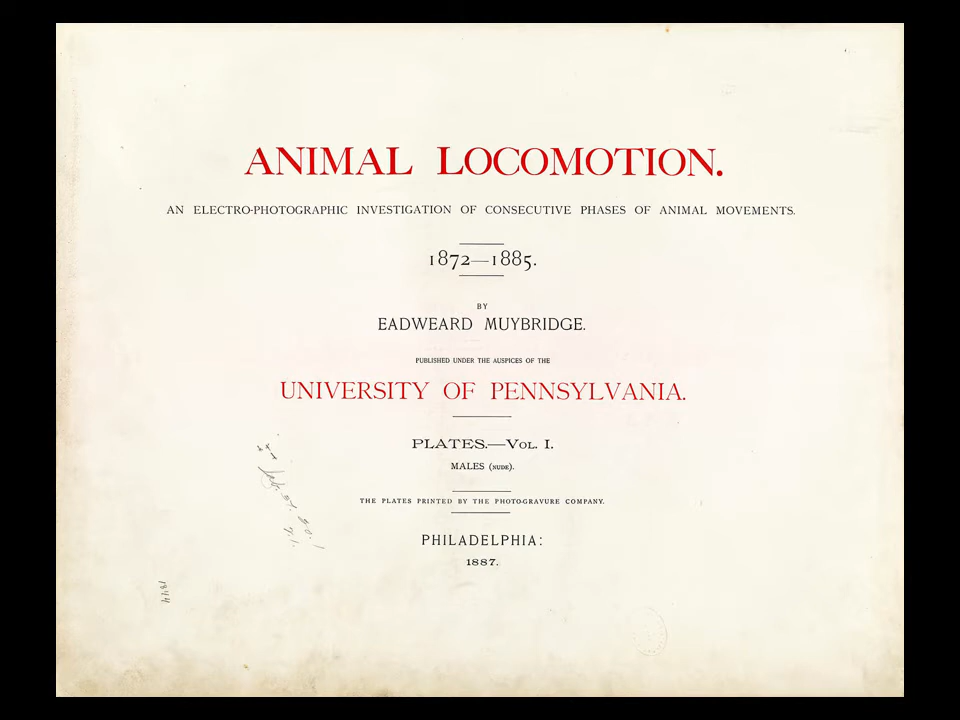 ANIMAL LOCOMOTION.
AN ELECTRO-PHOTOGRAPHIC INVESTIGATION OF CONSECUTIVE PHASES OF ANIMAL MOVEMENTS.
1872—1885.
BY
EADWEARD MUYBRIDGE.
PUBLISHED UNDER THE AUSPICES OF THE
UNIVERSITY OF PENNSYLVANIA.
PLATES.—VOL. I.
MALES (NUDE).
THE PLATES PRINTED BY THE PHOTO-GRAVURE COMPANY.
PHILADELPHIA:
1887.